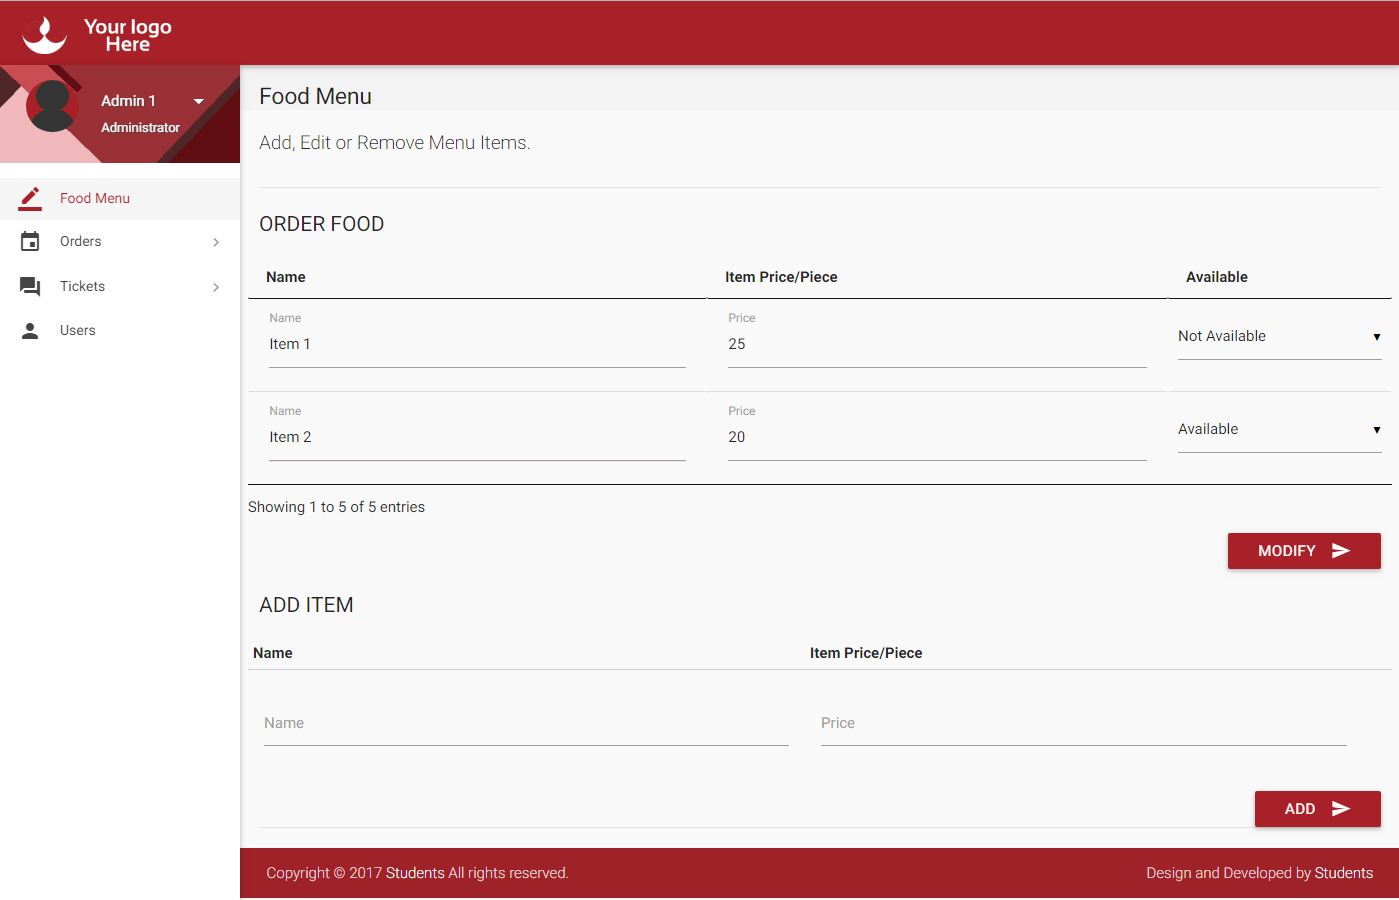 Your logo
Here
Admin 1
Administrator
Food Menu
Orders
Tickets
Users
Food Menu
Add, Edit or Remove Menu Items.
ORDER FOOD
Name Item Price/Piece Available
Name Price
Item 1 25 Not Available
Name Price
Item 2 20 Available
Showing 1 to 5 of 5 entries
MODIFY
ADD ITEM
Name Item Price/Piece
Name Price
ADD
Copyright © 2017 Students All rights reserved. Design and Developed by Students